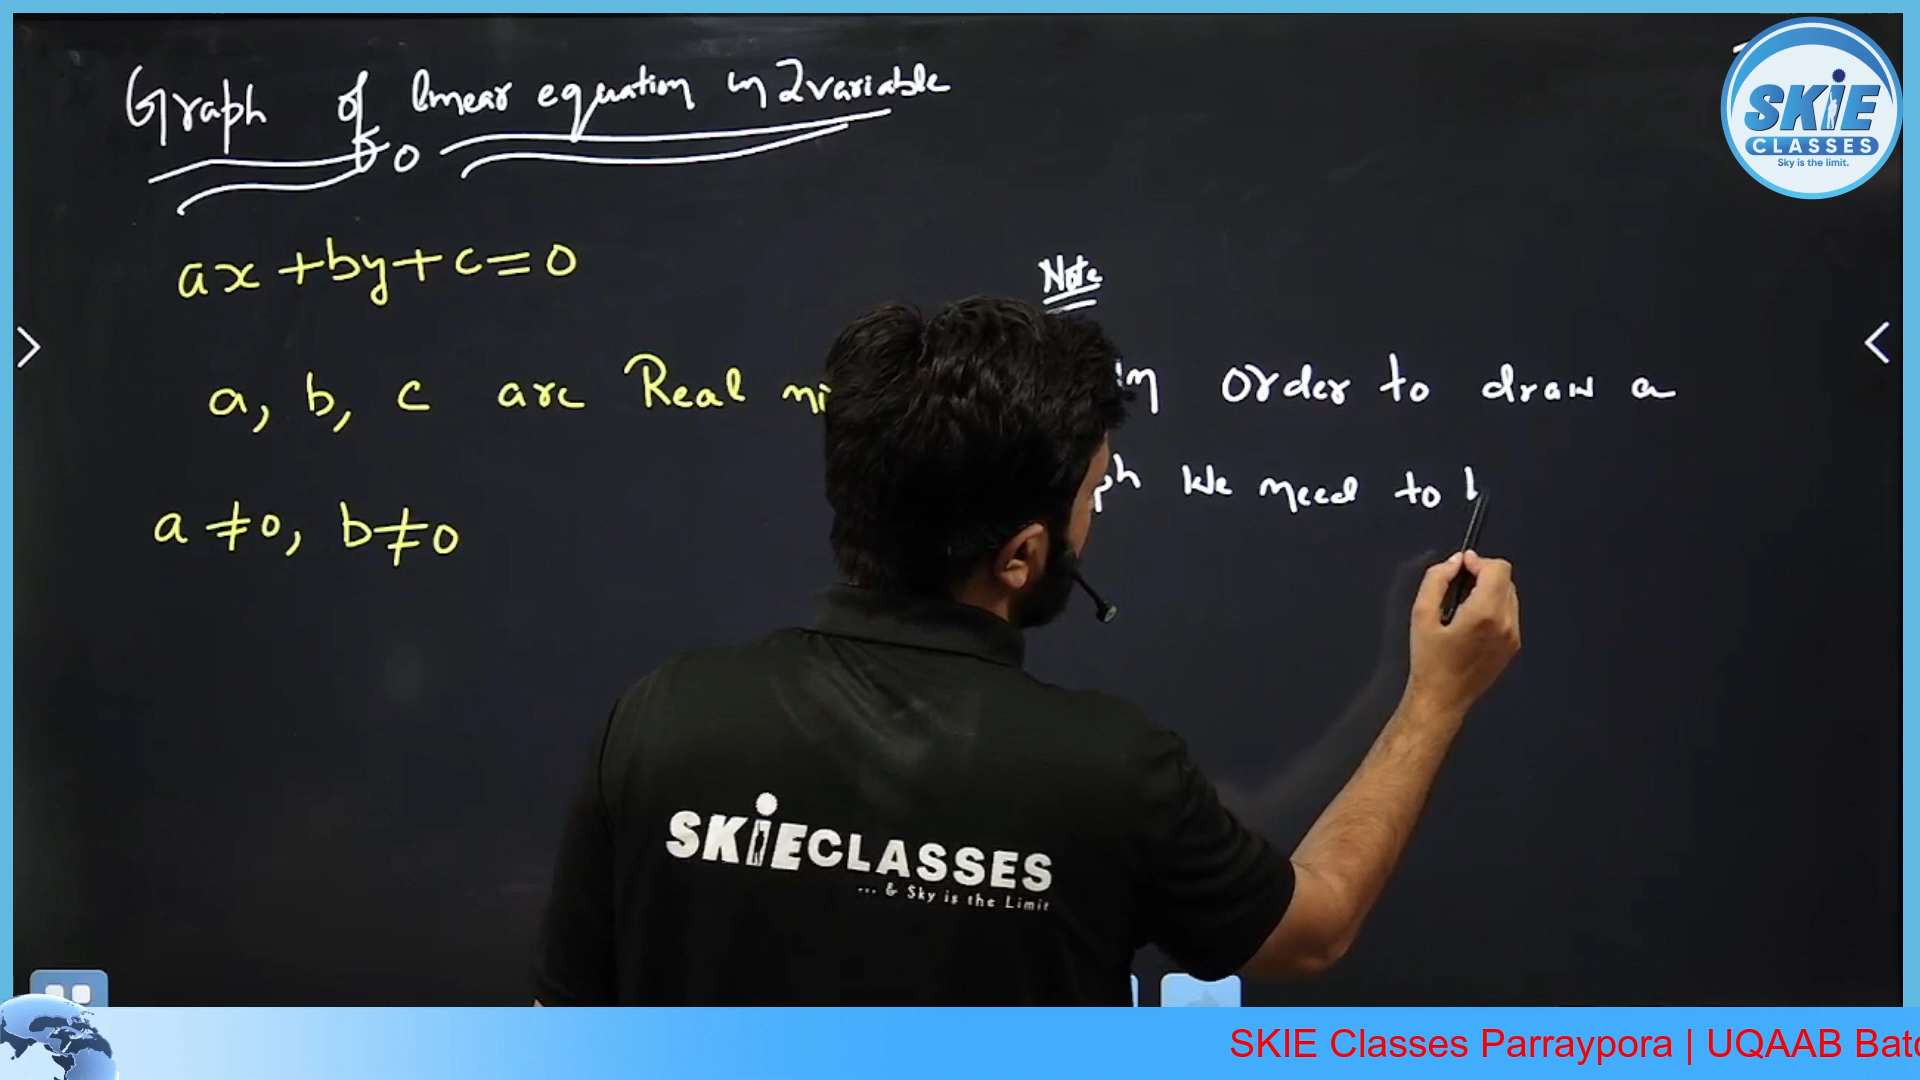 Graph of linear equation in 2 variable
ax + by + c = 0
a, b, c are Real
a ≠ 0, b ≠ 0
Note
In order to draw a
We need to
SKIE
CLASSES
Sky is the limit.
SKIECLASSES
... & Sky is the Limit
SKIE Classes Parraypora | UQAAB